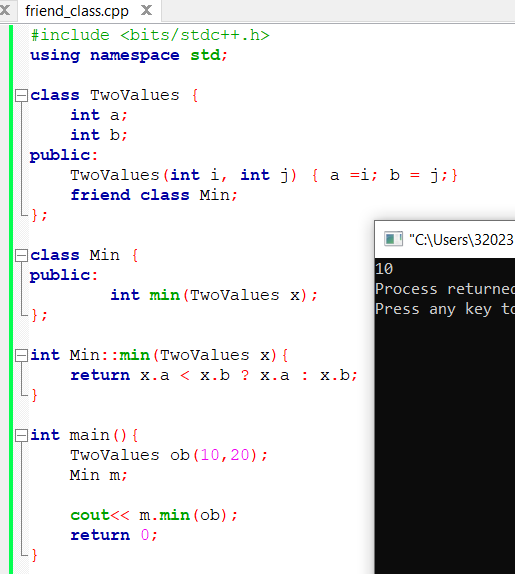 friend_class.cpp
#include <bits/stdc++.h>
using namespace std;
class TwoValues {
    int a;
    int b;
public:
    TwoValues(int i, int j) { a =i; b = j;}
    friend class Min;
};
class Min {
public:
        int min(TwoValues x);
};
int Min::min(TwoValues x){
    return x.a < x.b ? x.a : x.b;
}
int main(){
    TwoValues ob(10,20);
    Min m;
    cout<< m.min(ob);
    return 0;
}
"C:\Users\32023
10
Process returned
Press any key to